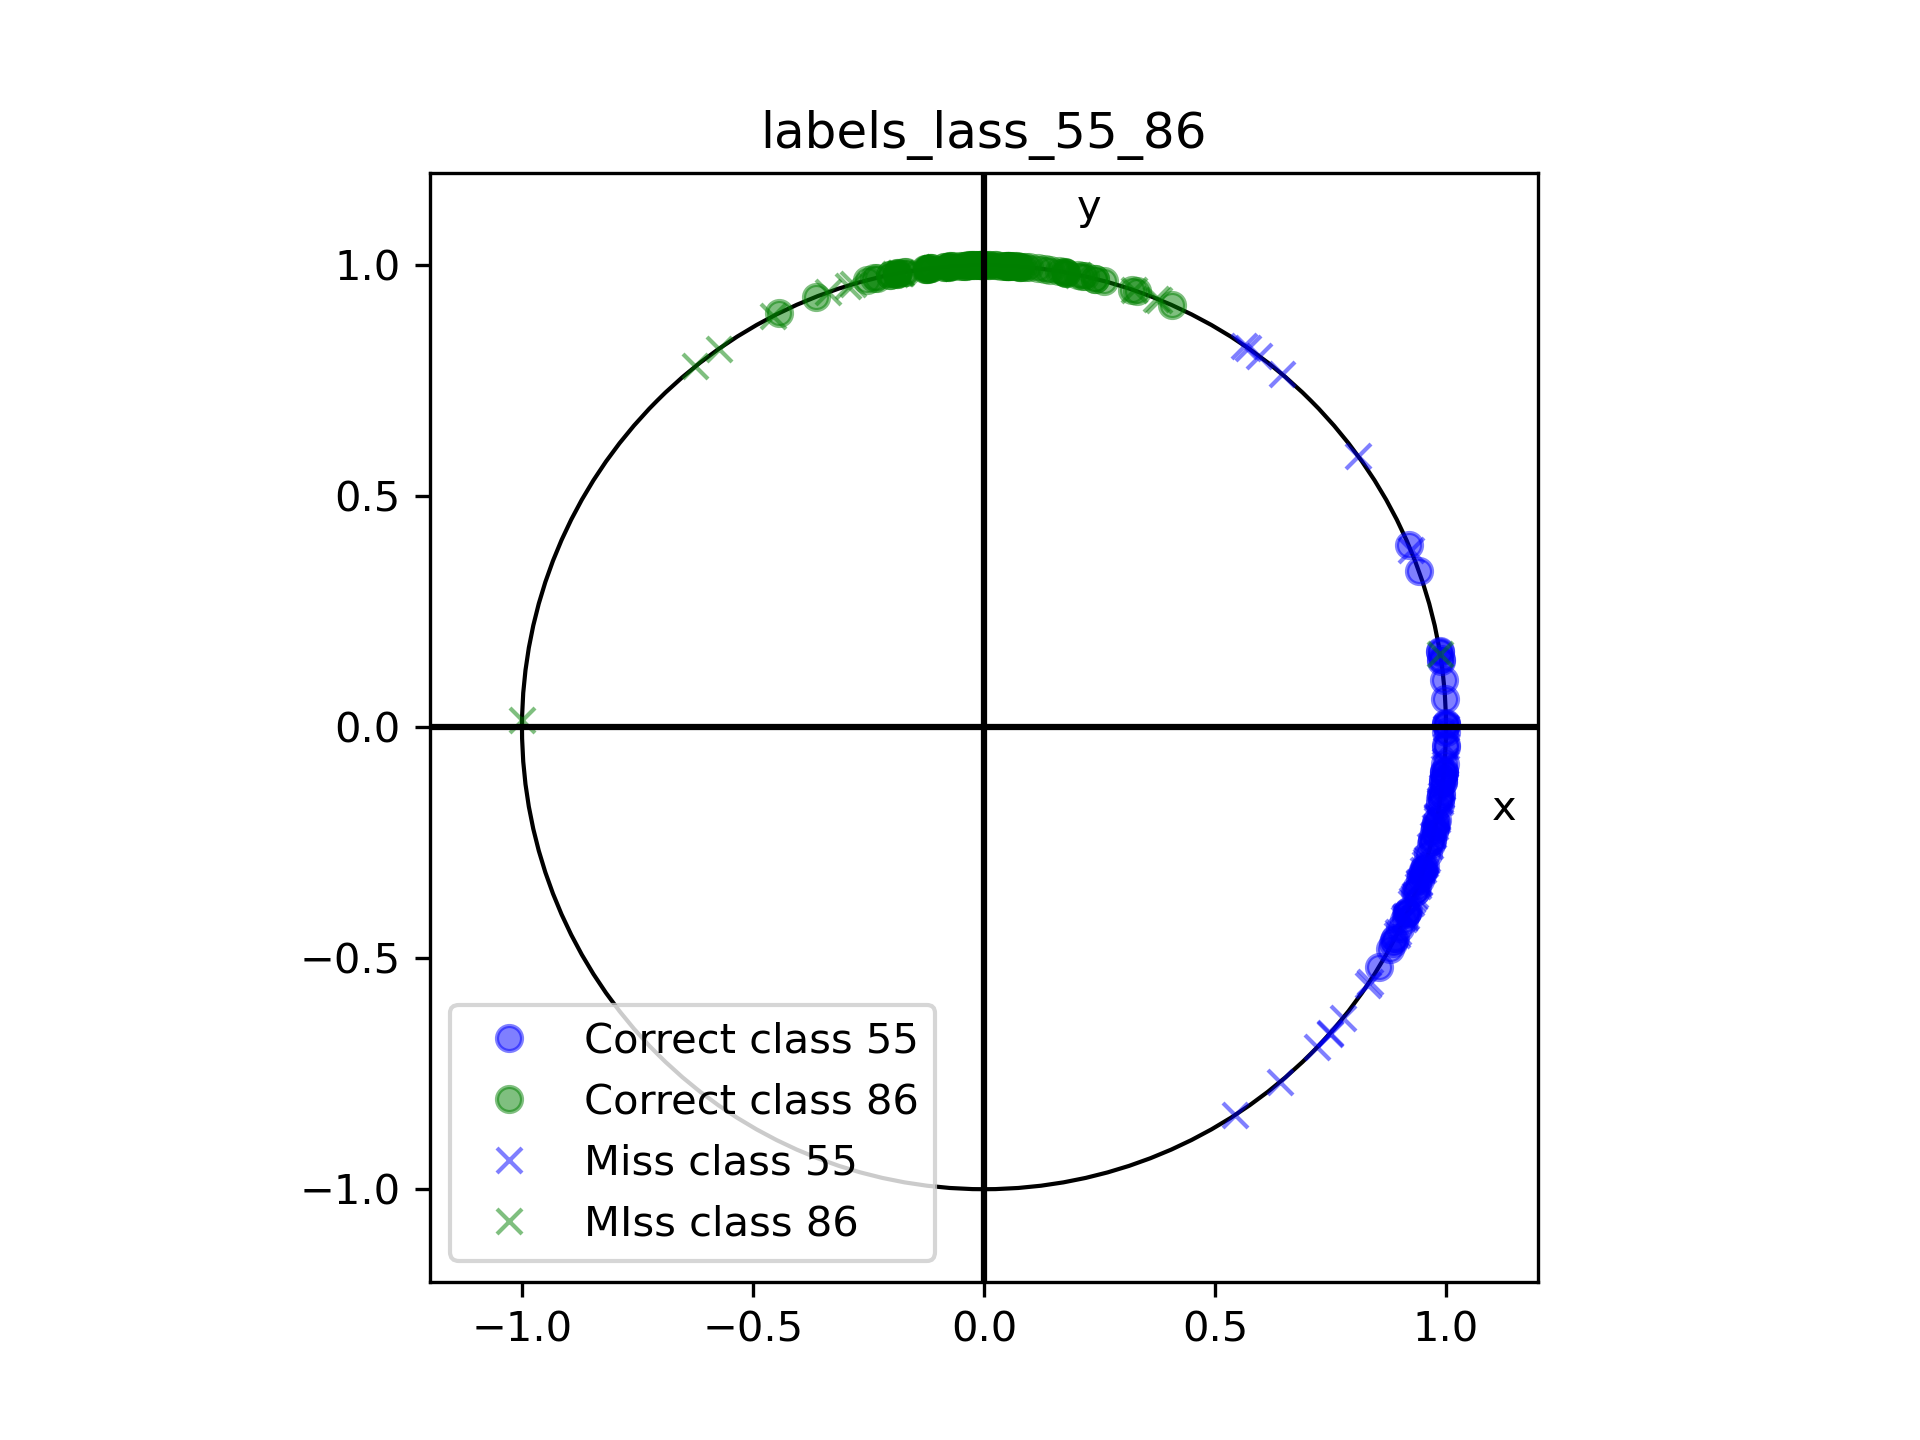 labels_lass_55_86
y
1.0
0.5
0.0
x
−0.5
−1.0
Correct class 55
Correct class 86
Miss class 55
MIss class 86
−1.0 −0.5 0.0 0.5 1.0